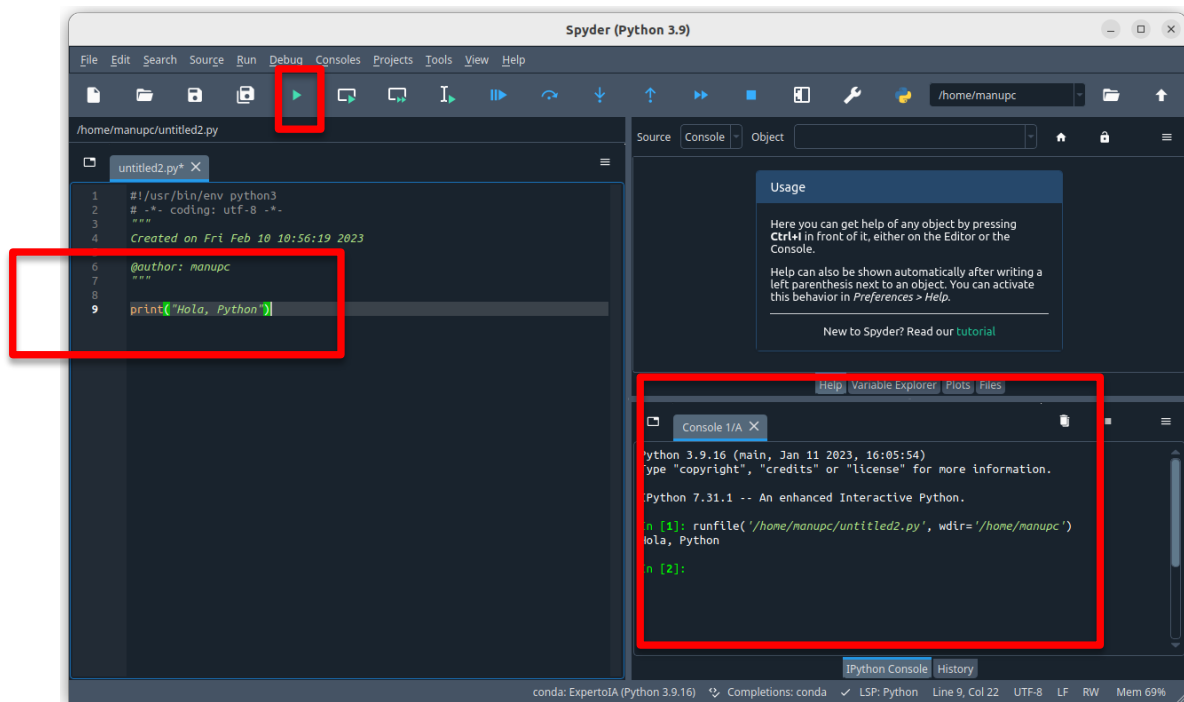 Spyder (Python 3.9)
File Edit Search Source Run Debug Consoles Projects Tools View Help
/home/manupc
/home/manupc/untitled2.py
untitled2.py*
1 #!/usr/bin/env python3
2 # -*- coding: utf-8 -*-
3 """
4 Created on Fri Feb 10 10:56:19 2023
5
6 @author: manupc
7 """
8
9 print("Hola, Python")
Source Console Object
Usage
Here you can get help of any object by pressing
Ctrl+I in front of it, either on the Editor or the
Console.
Help can also be shown automatically after writing a
left parenthesis next to an object. You can activate
this behavior in Preferences > Help.
New to Spyder? Read our tutorial
Help Variable Explorer Plots Files
Console 1/A
Python 3.9.16 (main, Jan 11 2023, 16:05:54)
Type "copyright", "credits" or "license" for more information.
IPython 7.31.1 -- An enhanced Interactive Python.
In [1]: runfile('/home/manupc/untitled2.py', wdir='/home/manupc')
Hola, Python
In [2]:
IPython Console History
conda: ExpertoIA (Python 3.9.16) Completions: conda LSP: Python Line 9, Col 22 UTF-8 LF RW Mem 69%